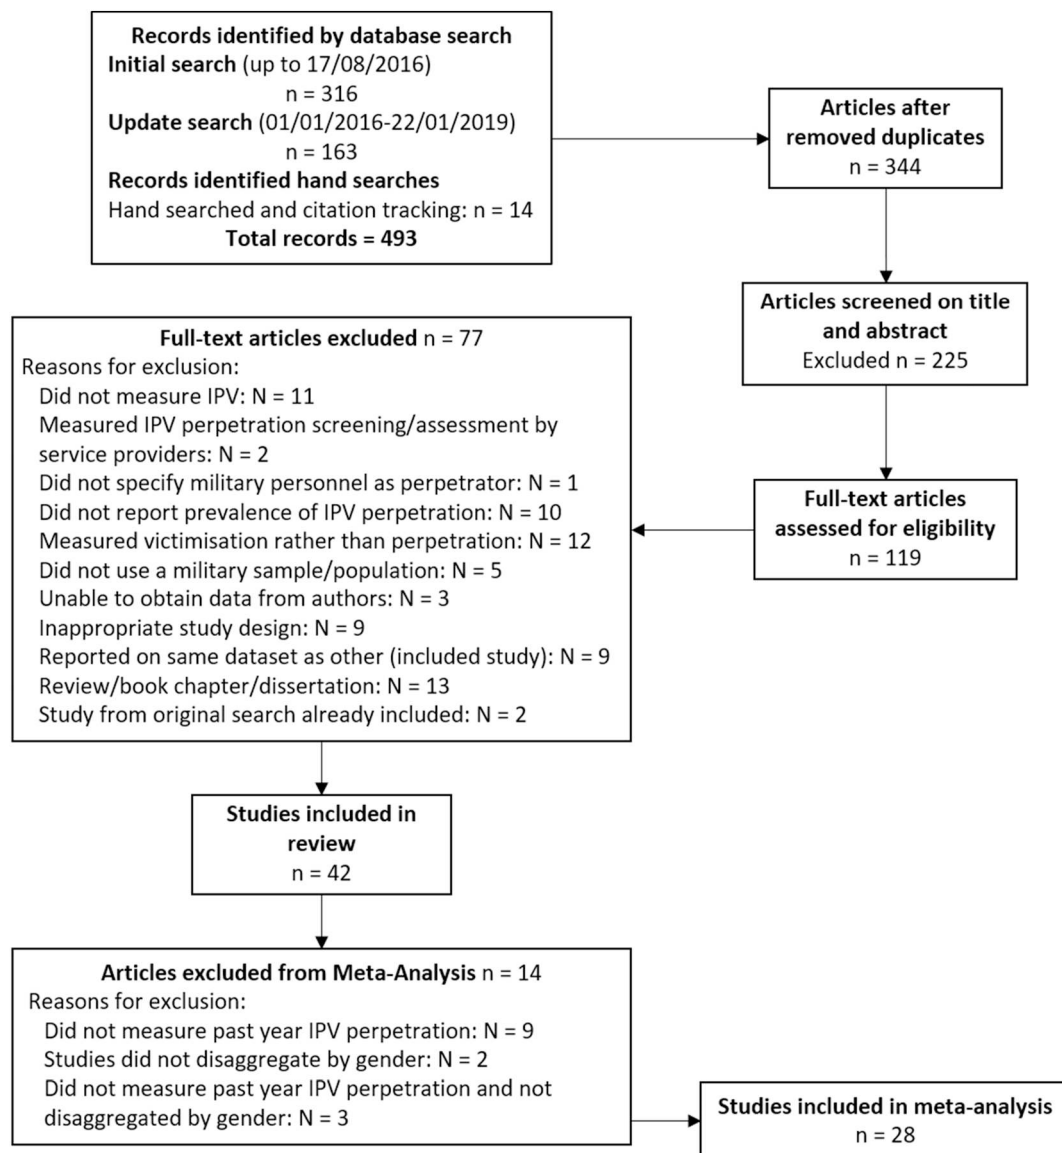 Records identified by database search
Initial search (up to 17/08/2016)
n = 316
Update search (01/01/2016-22/01/2019)
n = 163
Records identified hand searches
Hand searched and citation tracking: n = 14
Total records = 493
Articles after
removed duplicates
n = 344
Articles screened on title
and abstract
Excluded n = 225
Full-text articles
assessed for eligibility
n = 119
Full-text articles excluded n = 77
Reasons for exclusion:
Did not measure IPV: N = 11
Measured IPV perpetration screening/assessment by
service providers: N = 2
Did not specify military personnel as perpetrator: N = 1
Did not report prevalence of IPV perpetration: N = 10
Measured victimisation rather than perpetration: N = 12
Did not use a military sample/population: N = 5
Unable to obtain data from authors: N = 3
Inappropriate study design: N = 9
Reported on same dataset as other (included study): N = 9
Review/book chapter/dissertation: N = 13
Study from original search already included: N = 2
Studies included in
review
n = 42
Articles excluded from Meta-Analysis n = 14
Reasons for exclusion:
Did not measure past year IPV perpetration: N = 9
Studies did not disaggregate by gender: N = 2
Did not measure past year IPV perpetration and not
disaggregated by gender: N = 3
Studies included in meta-analysis
n = 28